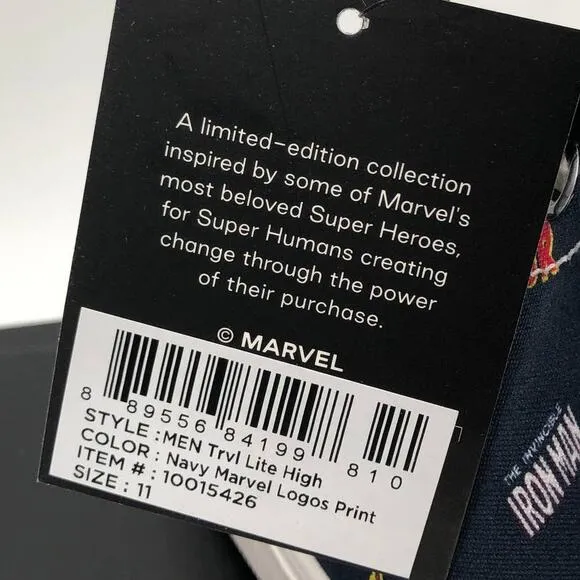 A limited-edition collection
inspired by some of Marvel's
most beloved Super Heroes,
for Super Humans creating
change through the power
of their purchase.
© MARVEL
8 89556 84199 810
STYLE : MEN Trvl Lite High
COLOR : Navy Marvel Logos Print
ITEM # : 10015426
SIZE : 11
THE INVINCIBLE
IRON MAN